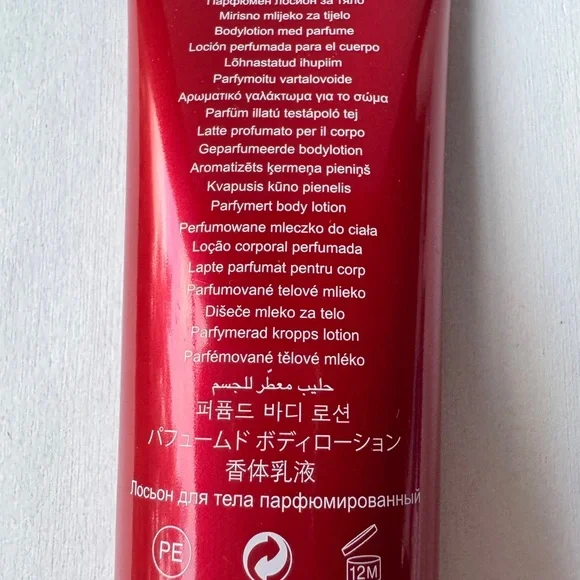 Парфюмен лосион за тяло
Mirisno mlijeko za tijelo
Bodylotion med parfume
Loción perfumada para el cuerpo
Lõhnastatud ihupiim
Parfymoitu vartalovoide
Αρωματικό γαλάκτωμα για το σώμα
Parfüm illatú testápoló tej
Latte profumato per il corpo
Geparfumeerde bodylotion
Aromatizēts ķermeņa pieniņš
Kvapusis kūno pienelis
Parfymert body lotion
Perfumowane mleczko do ciała
Loção corporal perfumada
Lapte parfumat pentru corp
Parfumované telové mlieko
Dišeče mleko za telo
Parfymerad kropps lotion
Parfémované tělové mléko
حليب معطّر للجسم
퍼퓸드 바디 로션
パフュームド ボディローション
香体乳液
Лосьон для тела парфюмированный
PE
12M